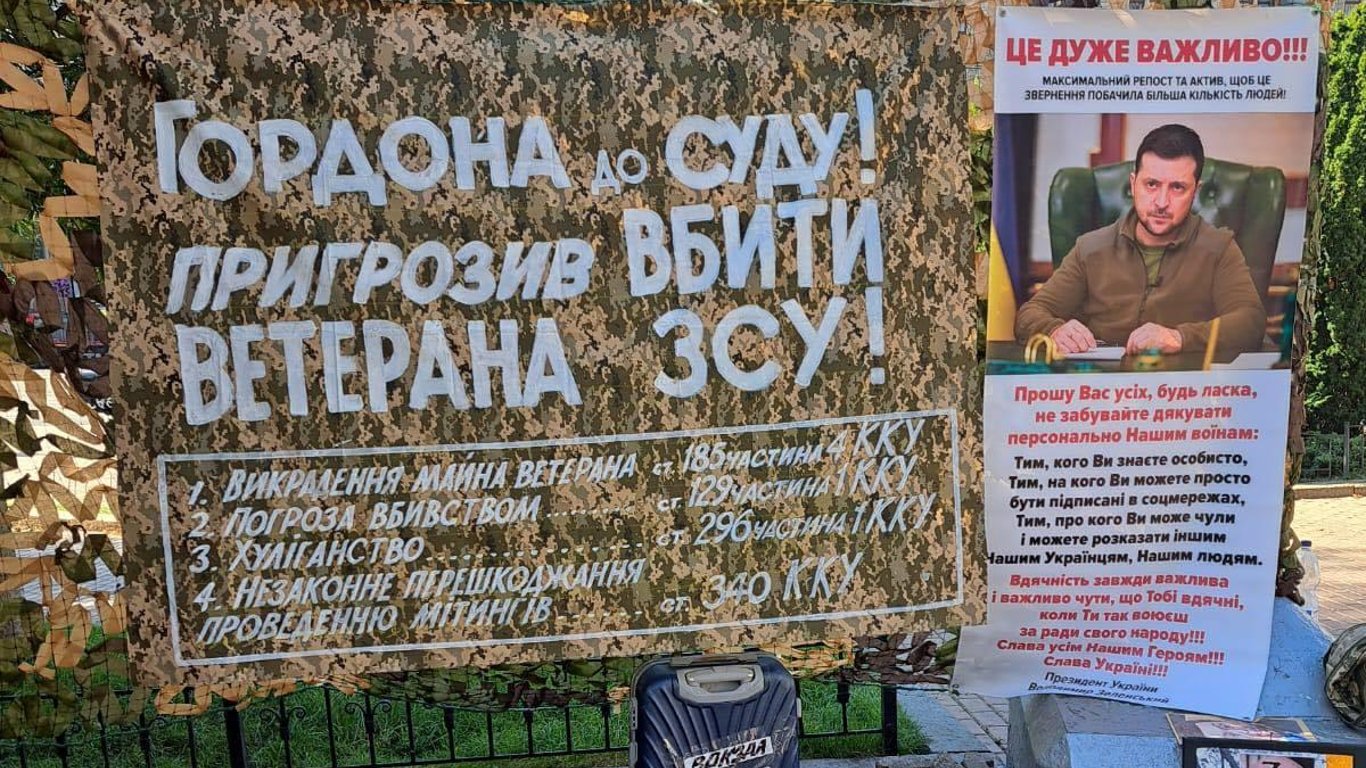 ГОРДОНА ДО СУДУ!
ПРИГРОЗИВ ВБИТИ
ВЕТЕРАНА ЗСУ!
1. ВИКРАДЕННЯ МАЙНА ВЕТЕРАНА ст 185 ЧАСТИНА 4 ККУ
2. ПОГРОЗА ВБИВСТВОМ .......... ст 129 ЧАСТИНА 1 ККУ
3. ХУЛІГАНСТВО .................... ст 296 ЧАСТИНА 1 ККУ
4. НЕЗАКОННЕ ПЕРЕШКОДЖАННЯ
ПРОВЕДЕННЮ МІТИНГІВ ........ ст. 340 ККУ
ЦЕ ДУЖЕ ВАЖЛИВО!!!
МАКСИМАЛЬНИЙ РЕПОСТ ТА АКТИВ, ЩОБ ЦЕ
ЗВЕРНЕННЯ ПОБАЧИЛА БІЛЬША КІЛЬКІСТЬ ЛЮДЕЙ!
Прошу Вас усіх, будь ласка,
не забувайте дякувати
персонально Нашим воїнам:
Тим, кого Ви знаєте особисто,
Тим, на кого Ви можете просто
бути підписані в соцмережах,
Тим, про кого Ви може чули
і можете розказати іншим
Нашим Українцям, Нашим людям.
Вдячність завжди важлива
і важливо чути, що Тобі вдячні,
коли Ти так воюєш
за ради свого народу!!!
Слава усім Нашим Героям!!!
Слава Україні!!!
Президент України
Володимир Зеленський